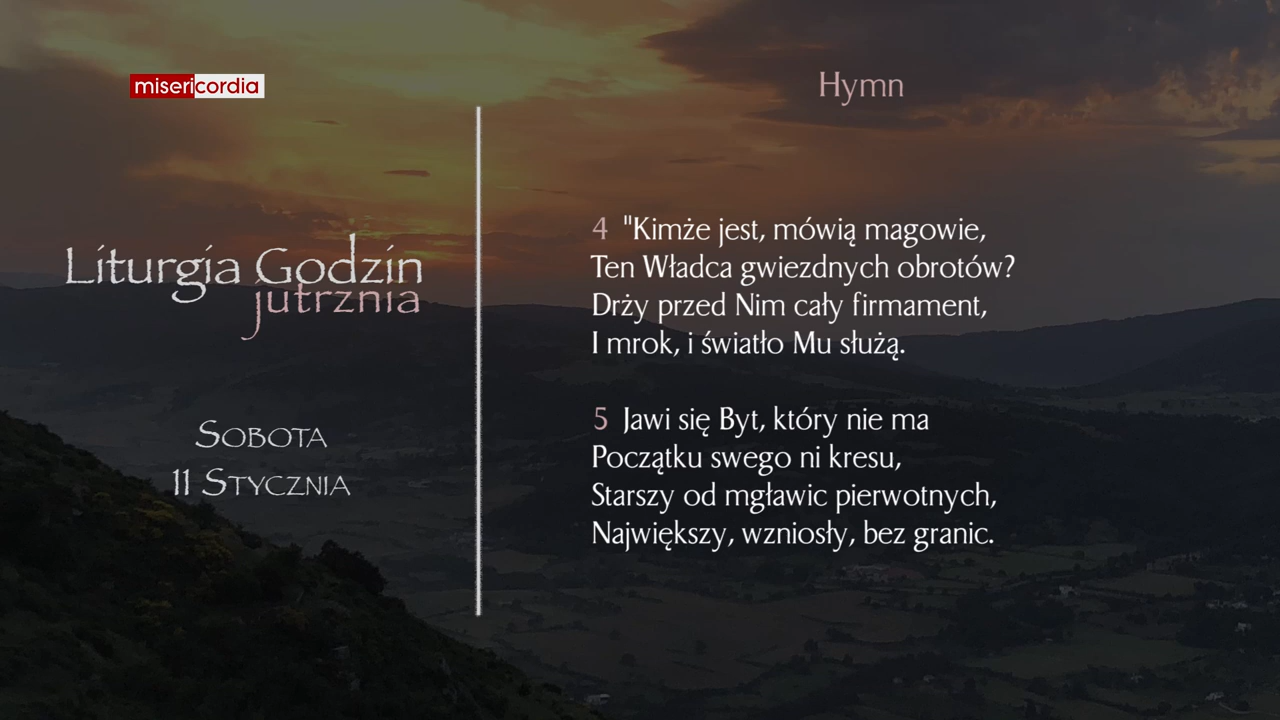 misericordia
Liturgia Godzin
jutrznia
Sobota
11 Stycznia
Hymn
4 "Kimże jest, mówią magowie,
Ten Władca gwiezdnych obrotów?
Drży przed Nim cały firmament,
I mrok, i światło Mu służą.
5 Jawi się Byt, który nie ma
Początku swego ni kresu,
Starszy od mgławic pierwotnych,
Największy, wzniosły, bez granic.